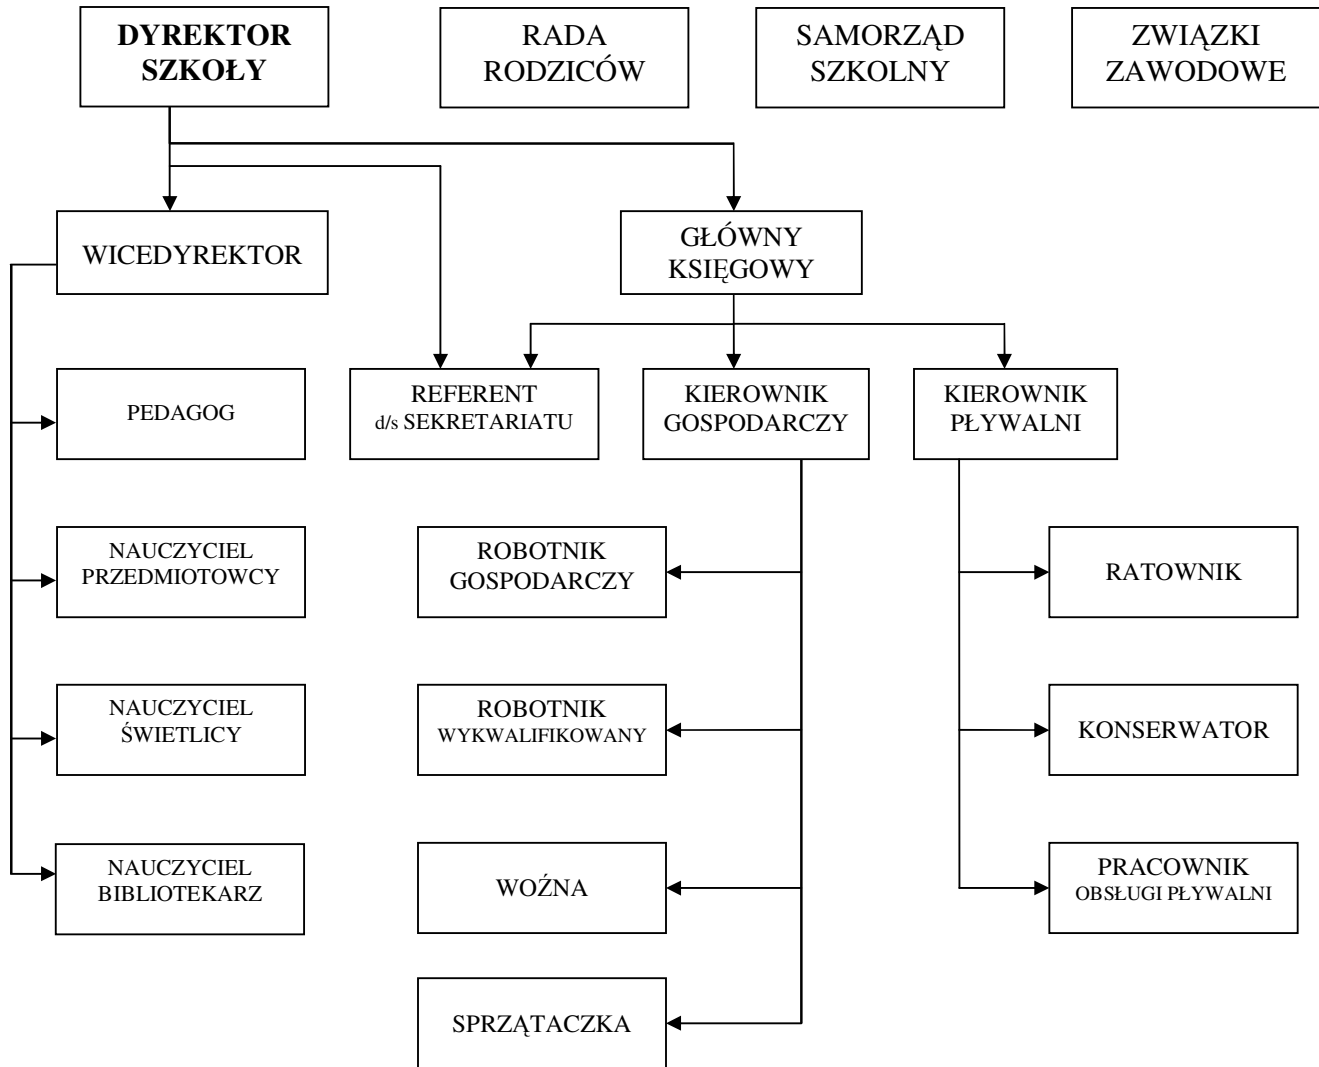 DYREKTOR
SZKOŁY
RADA
RODZICÓW
SAMORZĄD
SZKOLNY
ZWIĄZKI
ZAWODOWE
WICEDYREKTOR
GŁÓWNY
KSIĘGOWY
PEDAGOG
REFERENT
d/s SEKRETARIATU
KIEROWNIK
GOSPODARCZY
KIEROWNIK
PŁYWALNI
NAUCZYCIEL
PRZEDMIOTOWCY
ROBOTNIK
GOSPODARCZY
RATOWNIK
NAUCZYCIEL
ŚWIETLICY
ROBOTNIK
WYKWALIFIKOWANY
KONSERWATOR
NAUCZYCIEL
BIBLIOTEKARZ
WOŹNA
PRACOWNIK
OBSŁUGI PŁYWALNI
SPRZĄTACZKA